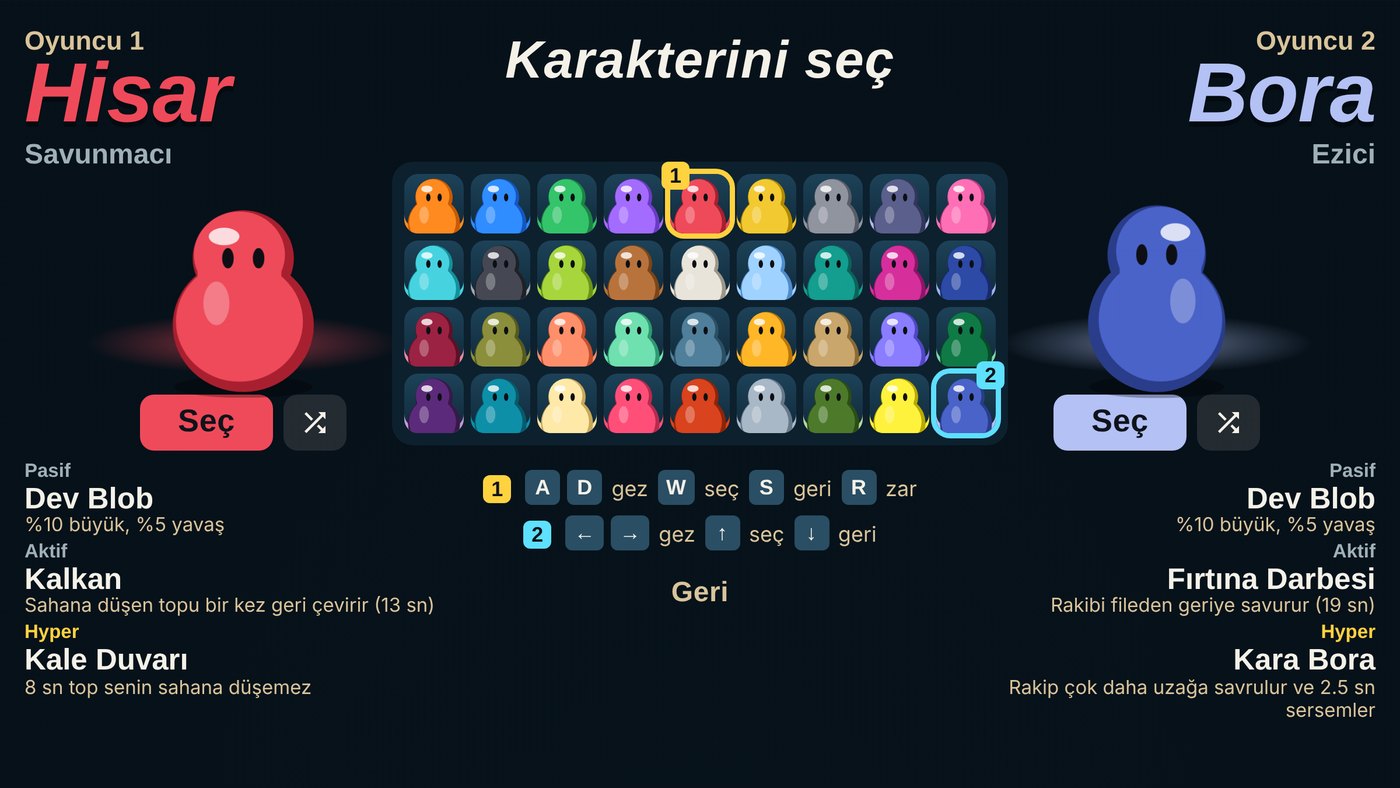 Oyuncu 1
Hisar
Savunmacı
Karakterini seç
Oyuncu 2
Bora
Ezici
1
2
Seç
Seç
Pasif
Dev Blob
%10 büyük, %5 yavaş
Aktif
Kalkan
Sahana düşen topu bir kez geri çevirir (13 sn)
Hyper
Kale Duvarı
8 sn top senin sahana düşemez
1 A D gez W seç S geri R zar
2 ← → gez ↑ seç ↓ geri
Geri
Pasif
Dev Blob
%10 büyük, %5 yavaş
Aktif
Fırtına Darbesi
Rakibi fileden geriye savurur (19 sn)
Hyper
Kara Bora
Rakip çok daha uzağa savrulur ve 2.5 sn
sersemler